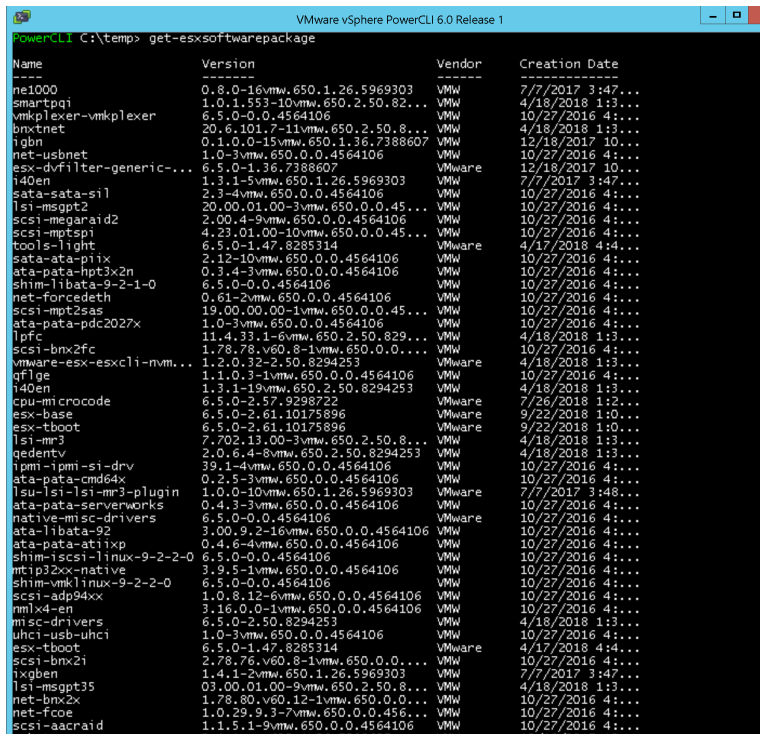 VMware vSphere PowerCLI 6.0 Release 1
PowerCLI C:\temp> get-esxsoftwarepackage
Name Version Vendor Creation Date
---- ------- ------ -------------
ne1000 0.8.0-16vmw.650.1.26.5969303 VMW 7/7/2017 3:47...
smartpqi 1.0.1.553-10vmw.650.2.50.82... VMW 4/18/2018 1:3...
vmkplexer-vmkplexer 6.5.0-0.0.4564106 VMW 10/27/2016 4:...
bnxtnet 20.6.101.7-11vmw.650.2.50.8... VMW 4/18/2018 1:3...
igbn 0.1.0.0-15vmw.650.1.36.7388607 VMW 12/18/2017 10...
net-usbnet 1.0-3vmw.650.0.0.4564106 VMW 10/27/2016 4:...
esx-dvfilter-generic-... 6.5.0-1.36.7388607 VMware 12/18/2017 10...
i40en 1.3.1-5vmw.650.1.26.5969303 VMW 7/7/2017 3:47...
sata-sata-sil 2.3-4vmw.650.0.0.4564106 VMW 10/27/2016 4:...
lsi-msgpt2 20.00.01.00-3vmw.650.0.0.45... VMW 10/27/2016 4:...
scsi-megaraid2 2.00.4-9vmw.650.0.0.4564106 VMW 10/27/2016 4:...
scsi-mptspi 4.23.01.00-10vmw.650.0.0.45... VMW 10/27/2016 4:...
tools-light 6.5.0-1.47.8285314 VMware 4/17/2018 4:4...
sata-ata-piix 2.12-10vmw.650.0.0.4564106 VMW 10/27/2016 4:...
ata-pata-hpt3x2n 0.3.4-3vmw.650.0.0.4564106 VMW 10/27/2016 4:...
shim-libata-9-2-1-0 6.5.0-0.0.4564106 VMW 10/27/2016 4:...
net-forcedeth 0.61-2vmw.650.0.0.4564106 VMW 10/27/2016 4:...
scsi-mpt2sas 19.00.00.00-1vmw.650.0.0.45... VMW 10/27/2016 4:...
ata-pata-pdc2027x 1.0-3vmw.650.0.0.4564106 VMW 10/27/2016 4:...
lpfc 11.4.33.1-6vmw.650.2.50.829... VMW 4/18/2018 1:3...
scsi-bnx2fc 1.78.78.v60.8-1vmw.650.0.0.... VMW 10/27/2016 4:...
vmware-esx-esxcli-nvm... 1.2.0.32-2.50.8294253 VMware 4/18/2018 1:3...
qflge 1.1.0.3-1vmw.650.0.0.4564106 VMW 10/27/2016 4:...
i40en 1.3.1-19vmw.650.2.50.8294253 VMW 4/18/2018 1:3...
cpu-microcode 6.5.0-2.57.9298722 VMware 7/26/2018 1:2...
esx-base 6.5.0-2.61.10175896 VMware 9/22/2018 1:0...
esx-tboot 6.5.0-2.61.10175896 VMware 9/22/2018 1:0...
lsi-mr3 7.702.13.00-3vmw.650.2.50.8... VMW 4/18/2018 1:3...
qedentv 2.0.6.4-8vmw.650.2.50.8294253 VMW 4/18/2018 1:3...
ipmi-ipmi-si-drv 39.1-4vmw.650.0.0.4564106 VMW 10/27/2016 4:...
ata-pata-cmd64x 0.2.5-3vmw.650.0.0.4564106 VMW 10/27/2016 4:...
lsu-lsi-lsi-mr3-plugin 1.0.0-10vmw.650.1.26.5969303 VMware 7/7/2017 3:48...
ata-pata-serverworks 0.4.3-3vmw.650.0.0.4564106 VMW 10/27/2016 4:...
native-misc-drivers 6.5.0-0.0.4564106 VMware 10/27/2016 4:...
ata-libata-92 3.00.9.2-16vmw.650.0.0.4564106 VMW 10/27/2016 4:...
ata-pata-atiixp 0.4.6-4vmw.650.0.0.4564106 VMW 10/27/2016 4:...
shim-iscsi-linux-9-2-2-0 6.5.0-0.0.4564106 VMW 10/27/2016 4:...
mtip32xx-native 3.9.5-1vmw.650.0.0.4564106 VMW 10/27/2016 4:...
shim-vmklinux-9-2-2-0 6.5.0-0.0.4564106 VMW 10/27/2016 4:...
scsi-adp94xx 1.0.8.12-6vmw.650.0.0.4564106 VMW 10/27/2016 4:...
nmlx4-en 3.16.0.0-1vmw.650.0.0.4564106 VMW 10/27/2016 4:...
misc-drivers 6.5.0-2.50.8294253 VMW 4/18/2018 1:3...
uhci-usb-uhci 1.0-3vmw.650.0.0.4564106 VMW 10/27/2016 4:...
esx-tboot 6.5.0-1.47.8285314 VMware 4/17/2018 4:4...
scsi-bnx2i 2.78.76.v60.8-1vmw.650.0.0.... VMW 10/27/2016 4:...
ixgben 1.4.1-2vmw.650.1.26.5969303 VMW 7/7/2017 3:47...
lsi-msgpt35 03.00.01.00-9vmw.650.2.50.8... VMW 4/18/2018 1:3...
net-bnx2x 1.78.80.v60.12-1vmw.650.0.0... VMW 10/27/2016 4:...
net-fcoe 1.0.29.9.3-7vmw.650.0.0.456... VMW 10/27/2016 4:...
scsi-aacraid 1.1.5.1-9vmw.650.0.0.4564106 VMW 10/27/2016 4:...